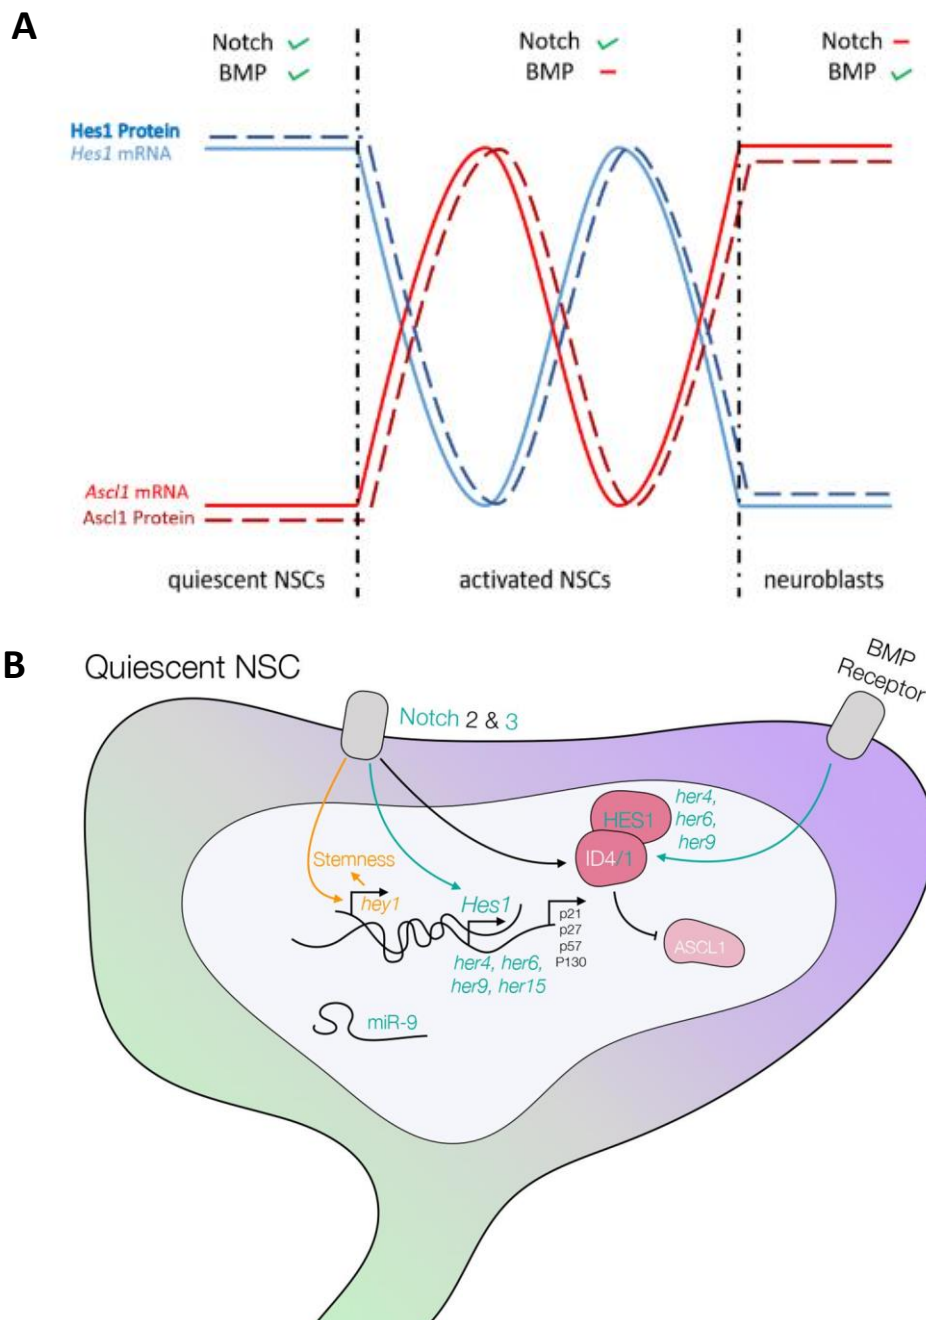 A
Notch ✓
BMP ✓
Notch ✓
BMP –
Notch –
BMP ✓
Hes1 Protein
Hes1 mRNA
Ascl1 mRNA
Ascl1 Protein
quiescent NSCs
activated NSCs
neuroblasts
B
Quiescent NSC
BMP
Receptor
Notch 2 & 3
her4,
her6,
her9
HES1
ID4/1
Stemness
hey1
Hes1
p21
p27
p57
P130
ASCL1
her4, her6,
her9, her15
miR-9